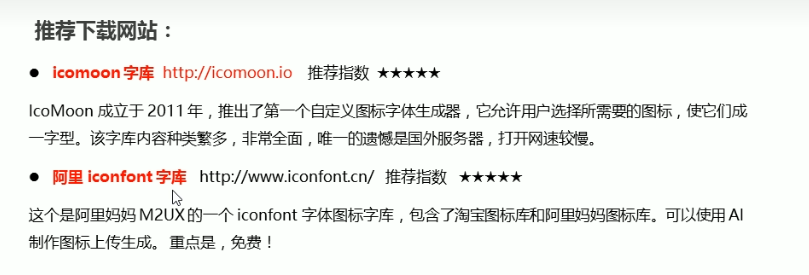 推荐下载网站：
● icomoon 字库 http://icomoon.io 推荐指数 ★★★★★
IcoMoon 成立于 2011 年，推出了第一个自定义图标字体生成器，它允许用户选择所需要的图标，使它们成
一字型。该字库内容种类繁多，非常全面，唯一的遗憾是国外服务器，打开网速较慢。
● 阿里 iconfont 字库 http://www.iconfont.cn/ 推荐指数 ★★★★★
这个是阿里妈妈 M2UX 的一个 iconfont 字体图标字库，包含了淘宝图标库和阿里妈妈图标库。可以使用 AI
制作图标上传生成。 重点是，免费！